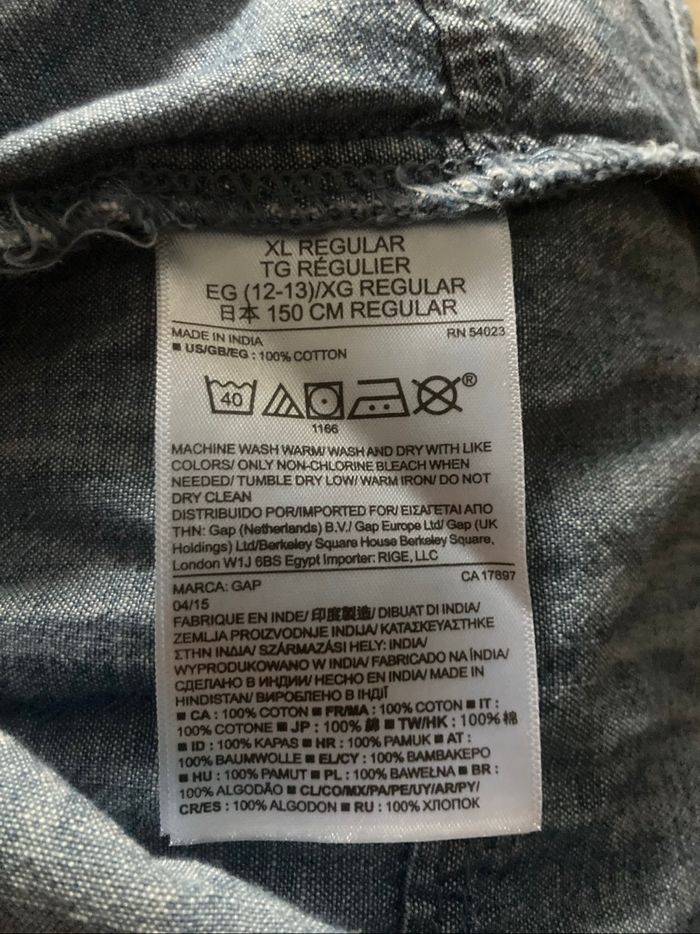 XL REGULAR
TG RÉGULIER
EG (12-13)/XG REGULAR
日本 150 CM REGULAR
MADE IN INDIA RN 54023
■ US/GB/EG : 100% COTTON
40 ®
1166
MACHINE WASH WARM/ WASH AND DRY WITH LIKE
COLORS/ ONLY NON-CHLORINE BLEACH WHEN
NEEDED/ TUMBLE DRY LOW/ WARM IRON/ DO NOT
DRY CLEAN
DISTRIBUIDO POR/IMPORTED FOR/ ΕΙΣΑΓΕΤΑΙ ΑΠΟ
ΤΗΝ: Gap (Netherlands) B.V./ Gap Europe Ltd/ Gap (UK
Holdings) Ltd/Berkeley Square House Berkeley Square,
London W1J 6BS Egypt Importer: RIGE, LLC
MARCA: GAP CA 17897
04/15
FABRIQUE EN INDE/ 印度製造/ DIBUAT DI INDIA/
ZEMLJA PROIZVODNJE INDIJA/ ΚΑΤΑΣΚΕΥΑΣΤΗΚΕ
ΣΤΗΝ ΙΝΔΙΑ/ SZÁRMAZÁSI HELY: INDIA/
WYPRODUKOWANO W INDIA/ FABRICADO NA ÍNDIA/
СДЕЛАНО В ИНДИИ/ HECHO EN INDIA/ MADE IN
HINDISTAN/ ВИРОБЛЕНО В ІНДІЇ
■ CA : 100% COTON ■ FR/MA : 100% COTON ■ IT :
100% COTONE ■ JP : 100% 綿 ■ TW/HK : 100% 棉
■ ID : 100% KAPAS ■ HR : 100% PAMUK ■ AT :
100% BAUMWOLLE ■ EL/CY : 100% ΒΑΜΒΑΚΕΡΟ
■ HU : 100% PAMUT ■ PL : 100% BAWEŁNA ■ BR :
100% ALGODÃO ■ CL/CO/MX/PA/PE/UY/AR/PY/
CR/ES : 100% ALGODON ■ RU : 100% ХЛОПОК